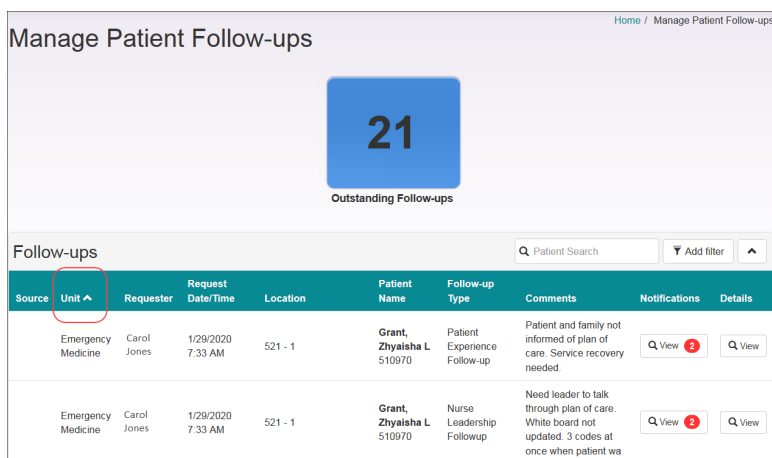 Home / Manage Patient Follow-ups
Manage Patient Follow-ups
21
Outstanding Follow-ups
Follow-ups
Patient Search
Add filter
Source Unit Requester Request Date/Time Location Patient Name Follow-up Type Comments Notifications Details
Emergency Medicine
Carol Jones
1/29/2020 7:33 AM
521 - 1
Grant, Zhyaisha L 510970
Patient Experience Follow-up
Patient and family not
informed of plan of
care. Service recovery
needed.
View 2
View
Emergency Medicine
Carol Jones
1/29/2020 7:33 AM
521 - 1
Grant, Zhyaisha L 510970
Nurse Leadership Followup
Need leader to talk
through plan of care.
White board not
updated. 3 codes at
once when patient wa
View 2
View